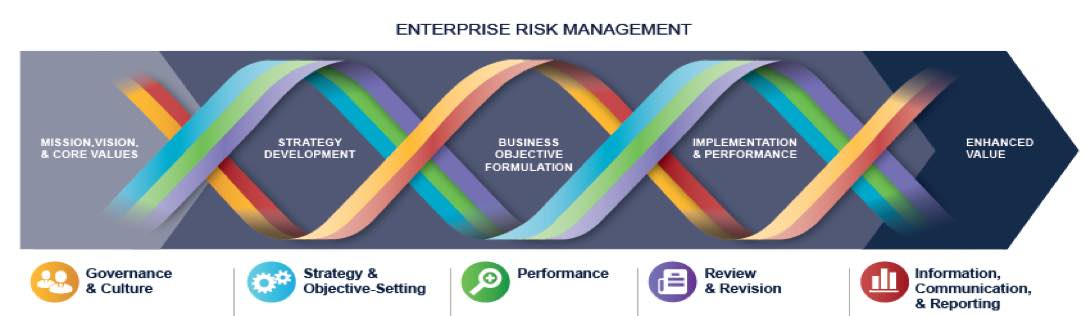 ENTERPRISE RISK MANAGEMENT
MISSION,VISION,
& CORE VALUES
STRATEGY
DEVELOPMENT
BUSINESS
OBJECTIVE
FORMULATION
IMPLEMENTATION
& PERFORMANCE
ENHANCED
VALUE
Governance
& Culture
Strategy &
Objective-Setting
Performance
Review
& Revision
Information,
Communication,
& Reporting